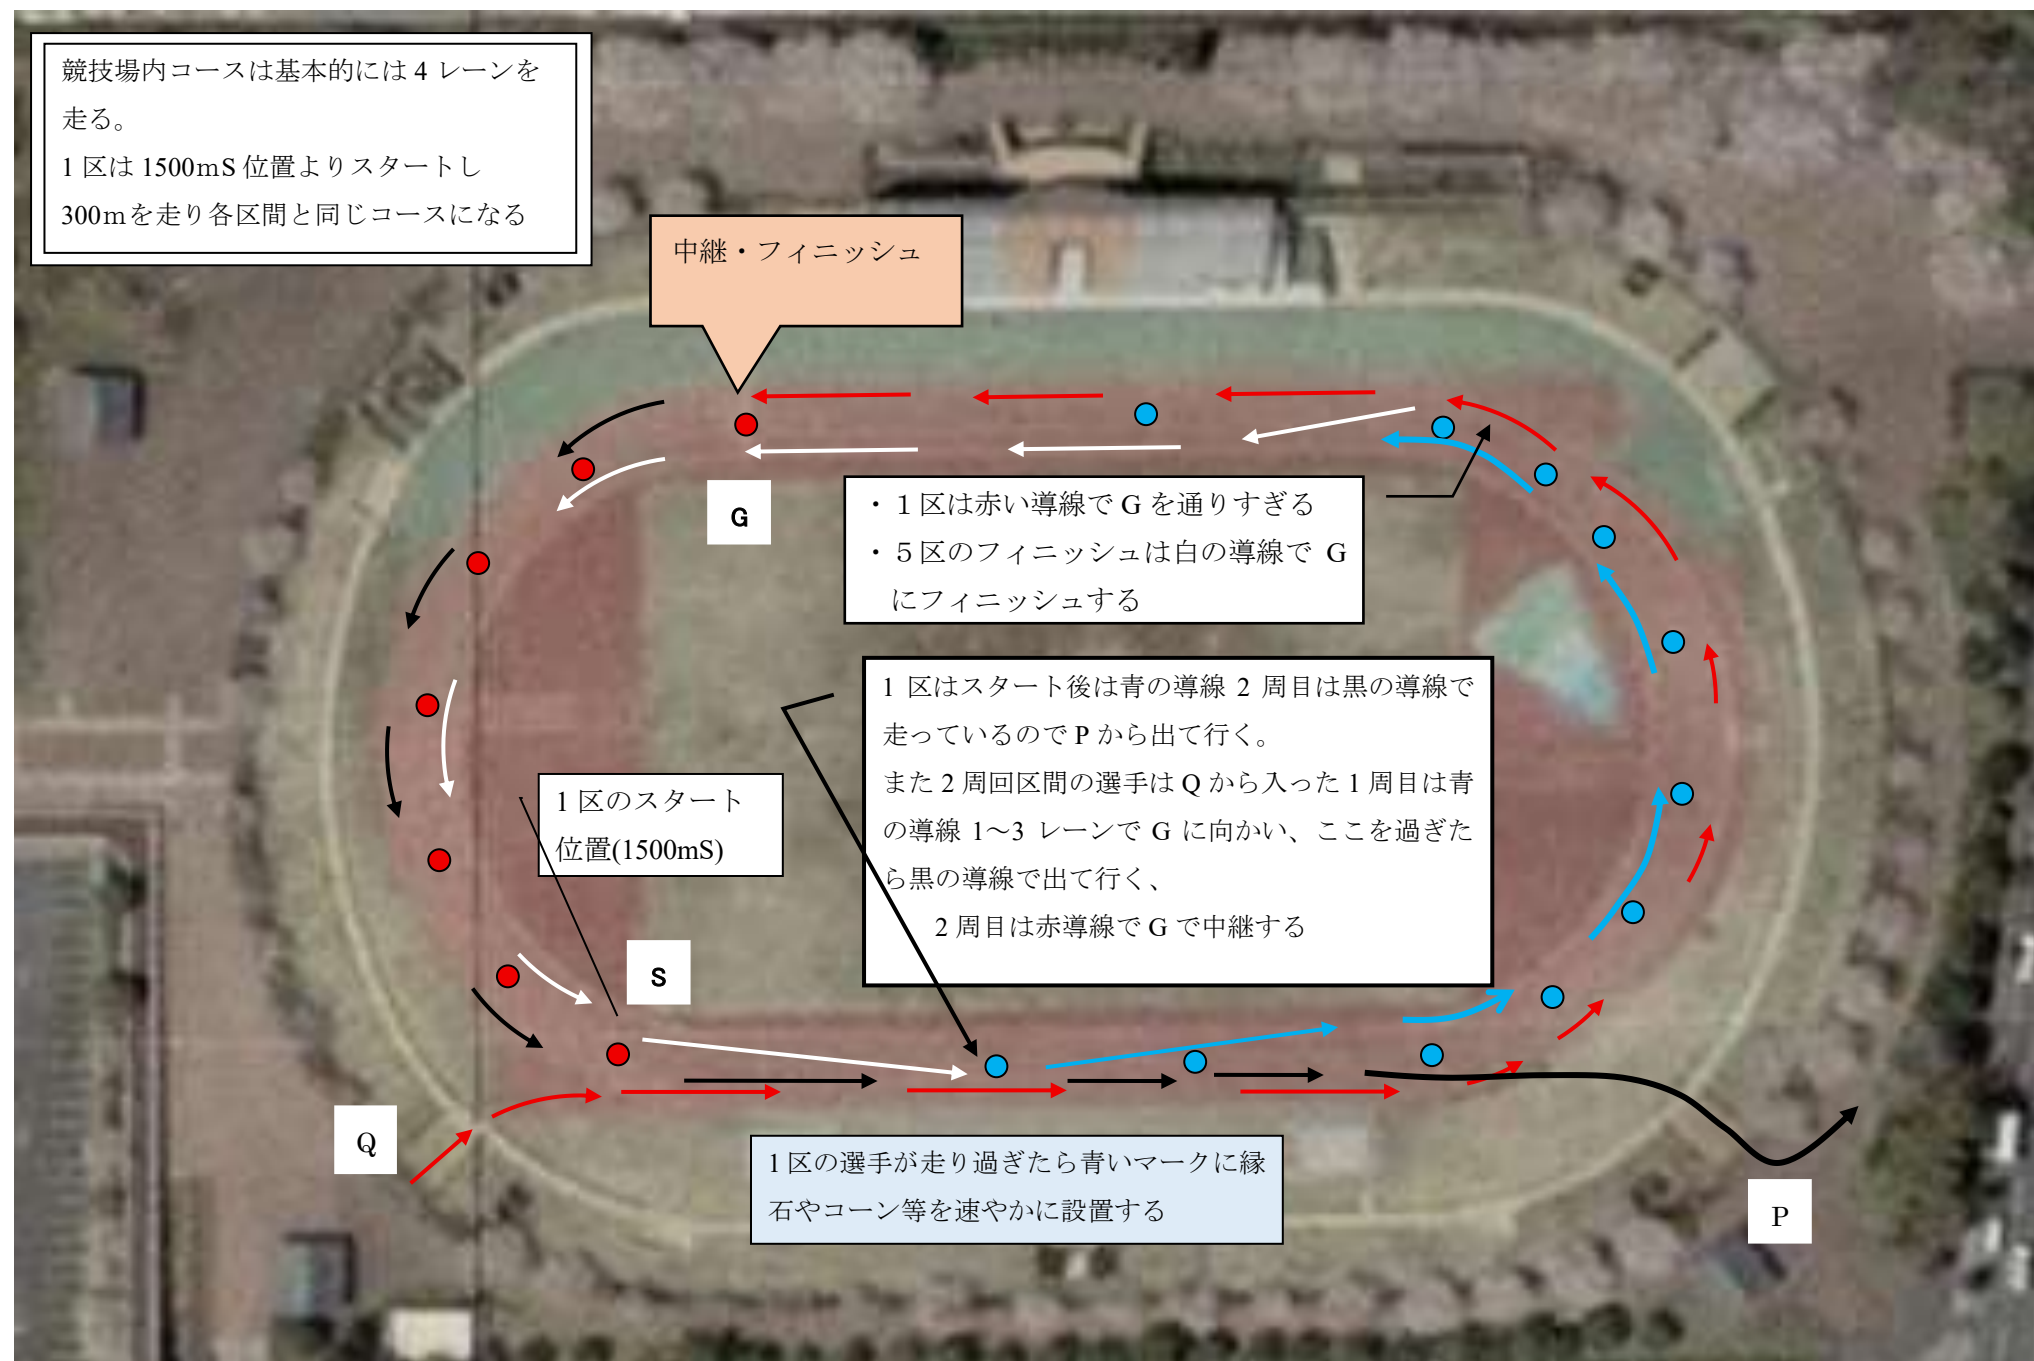 競技場内コースは基本的には 4 レーンを
走る。
1 区は 1500ｍS 位置よりスタートし
300ｍを走り各区間と同じコースになる
中継・フィニッシュ
G
・１区は赤い導線で G を通りすぎる
・５区のフィニッシュは白の導線で G
にフィニッシュする
1 区はスタート後は青の導線 2 周目は黒の導線で
走っているので P から出て行く。
また 2 周回区間の選手は Q から入った 1 周目は青
の導線 1～3 レーンで G に向かい、ここを過ぎた
ら黒の導線で出て行く、
2 周目は赤導線で G で中継する
1 区のスタート
位置(1500mS)
S
Q
1 区の選手が走り過ぎたら青いマークに縁
石やコーン等を速やかに設置する
P